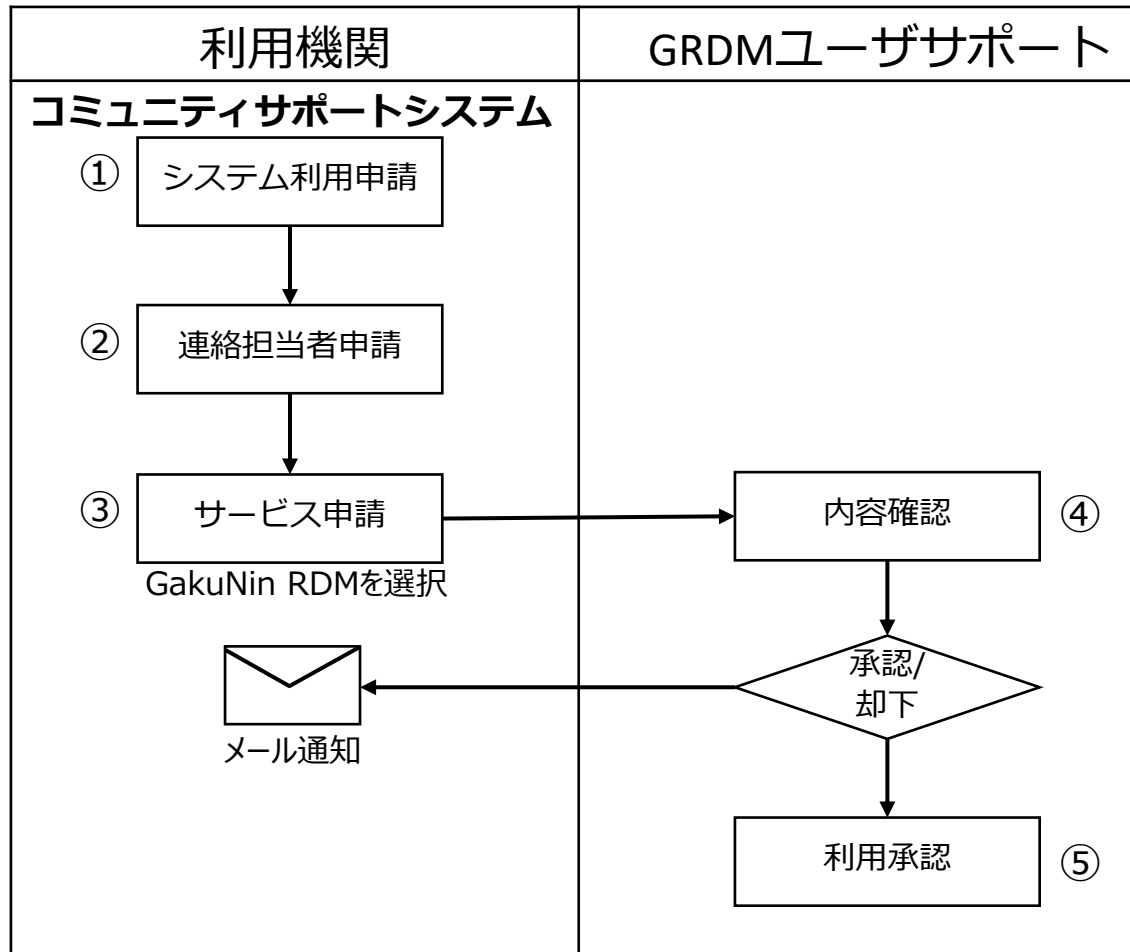 利用機関
GRDMユーザサポート
コミュニティサポートシステム
① システム利用申請
② 連絡担当者申請
③ サービス申請
GakuNin RDMを選択
内容確認 ④
承認/
却下
メール通知
利用承認 ⑤